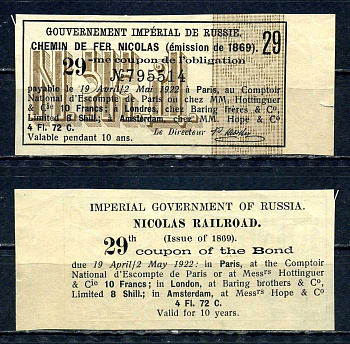 GOUVERNEMENT IMPÉRIAL DE RUSSIE.
CHEMIN DE FER NICOLAS (émission de 1869).
29
29-me coupon de l'obligation
№795514
payable le 19 Avril/2 Mai 1922 à Paris, au Comptoir
National d'Escompte de Paris ou chez MM. Hottinguer
& Cie 10 Francs; à Londres, chez Baring frères & Co.
Limited 8 Shill.; à Amsterdam, chez MM. Hope & Co
4 Fl. 72 C.
Valable pendant 10 ans.
Le Directeur
IMPERIAL GOVERNMENT OF RUSSIA.
NICOLAS RAILROAD.
(Issue of 1869).
29th coupon of the Bond
due 19 April/2 May 1922: in Paris, at the Comptoir
National d'Escompte de Paris or at Messrs Hottinguer
& Cie 10 Francs; in London, at Baring brothers & Co,
Limited 8 Shill.; in Amsterdam, at Messrs Hope & Co
4 Fl. 72 C.
Valid for 10 years.